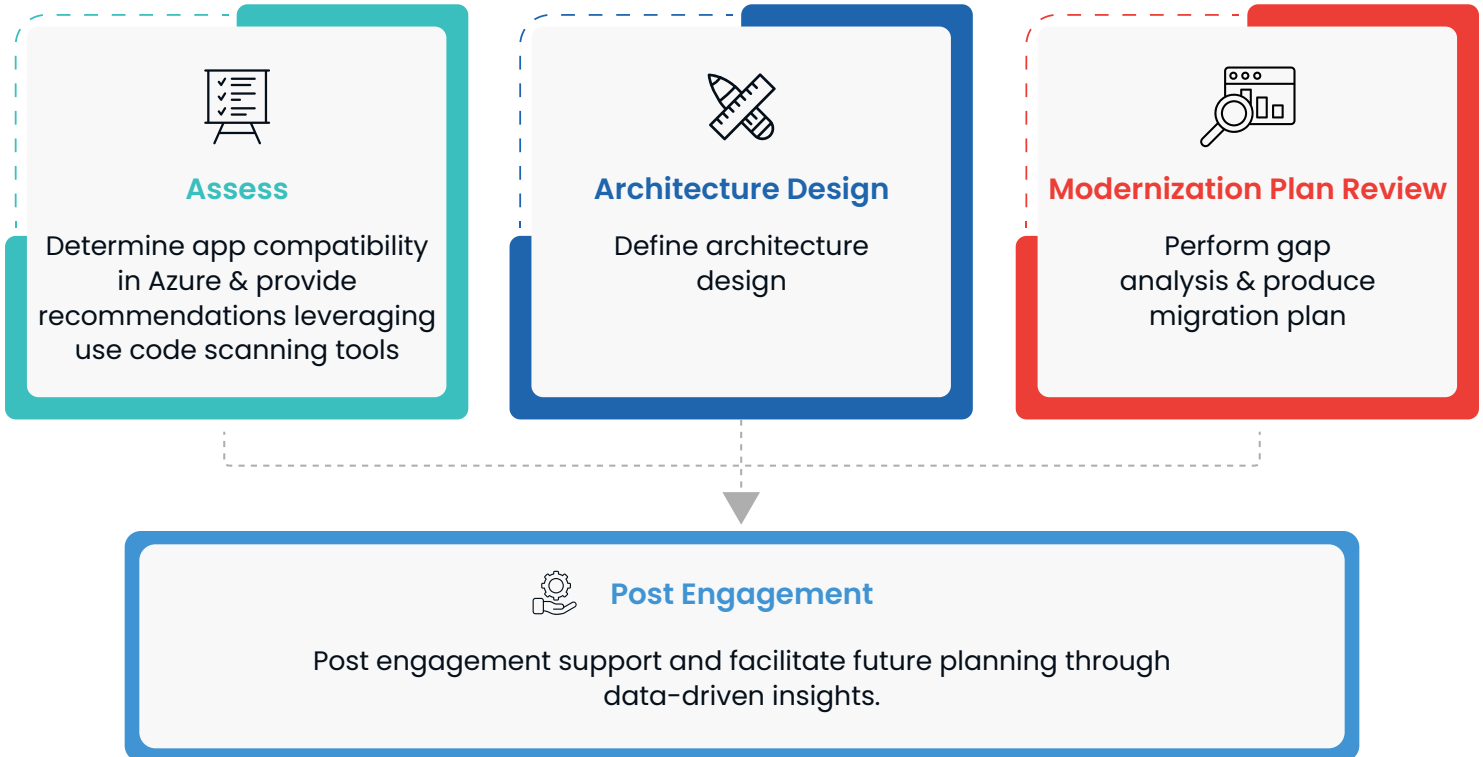 Assess
Determine app compatibility
in Azure & provide
recommendations leveraging
use code scanning tools
Architecture Design
Define architecture
design
Modernization Plan Review
Perform gap
analysis & produce
migration plan
Post Engagement
Post engagement support and facilitate future planning through
data-driven insights.